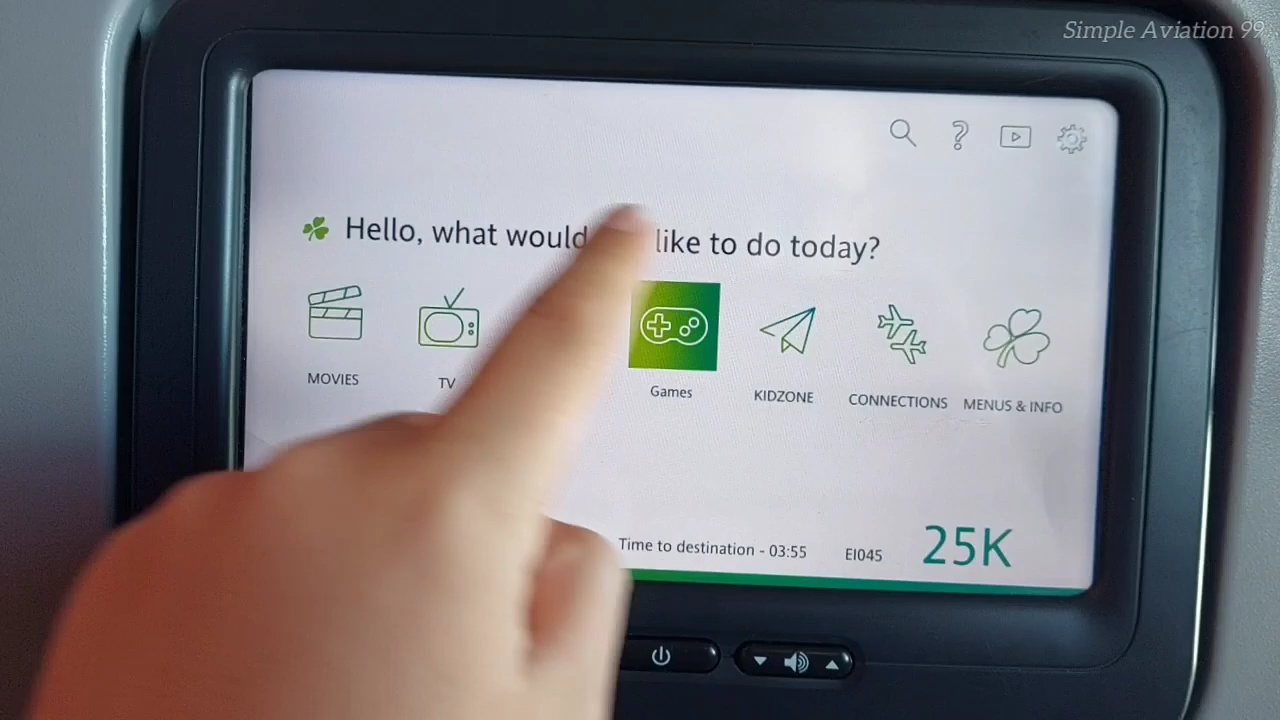 Simple Aviation 99
Hello, what would like to do today?
MOVIES
TV
Games
KIDZONE
CONNECTIONS
MENUS & INFO
Time to destination - 03:55
EI045
25K